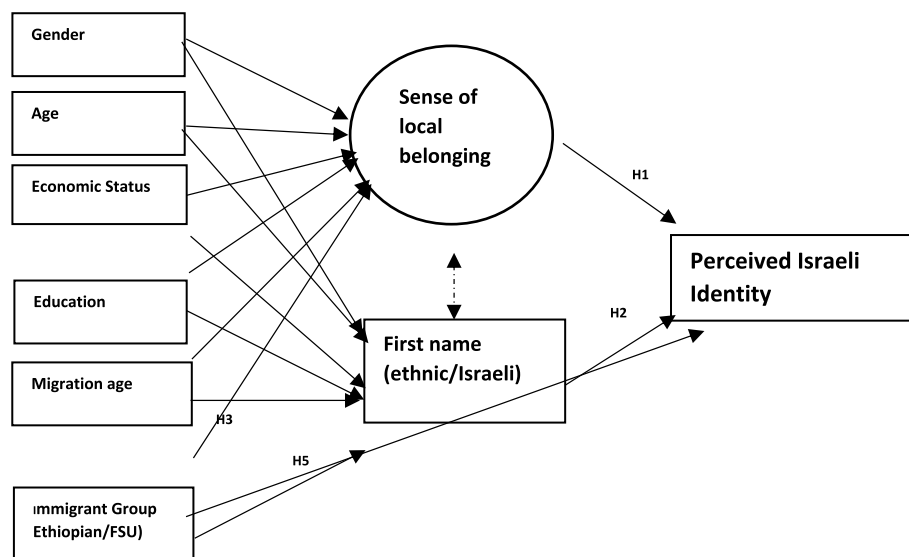 Gender
Age
Economic Status
Education
Migration age
Immigrant Group
Ethiopian/FSU)
Sense of
local
belonging
First name
(ethnic/Israeli)
Perceived Israeli
Identity
H1
H2
H3
H5